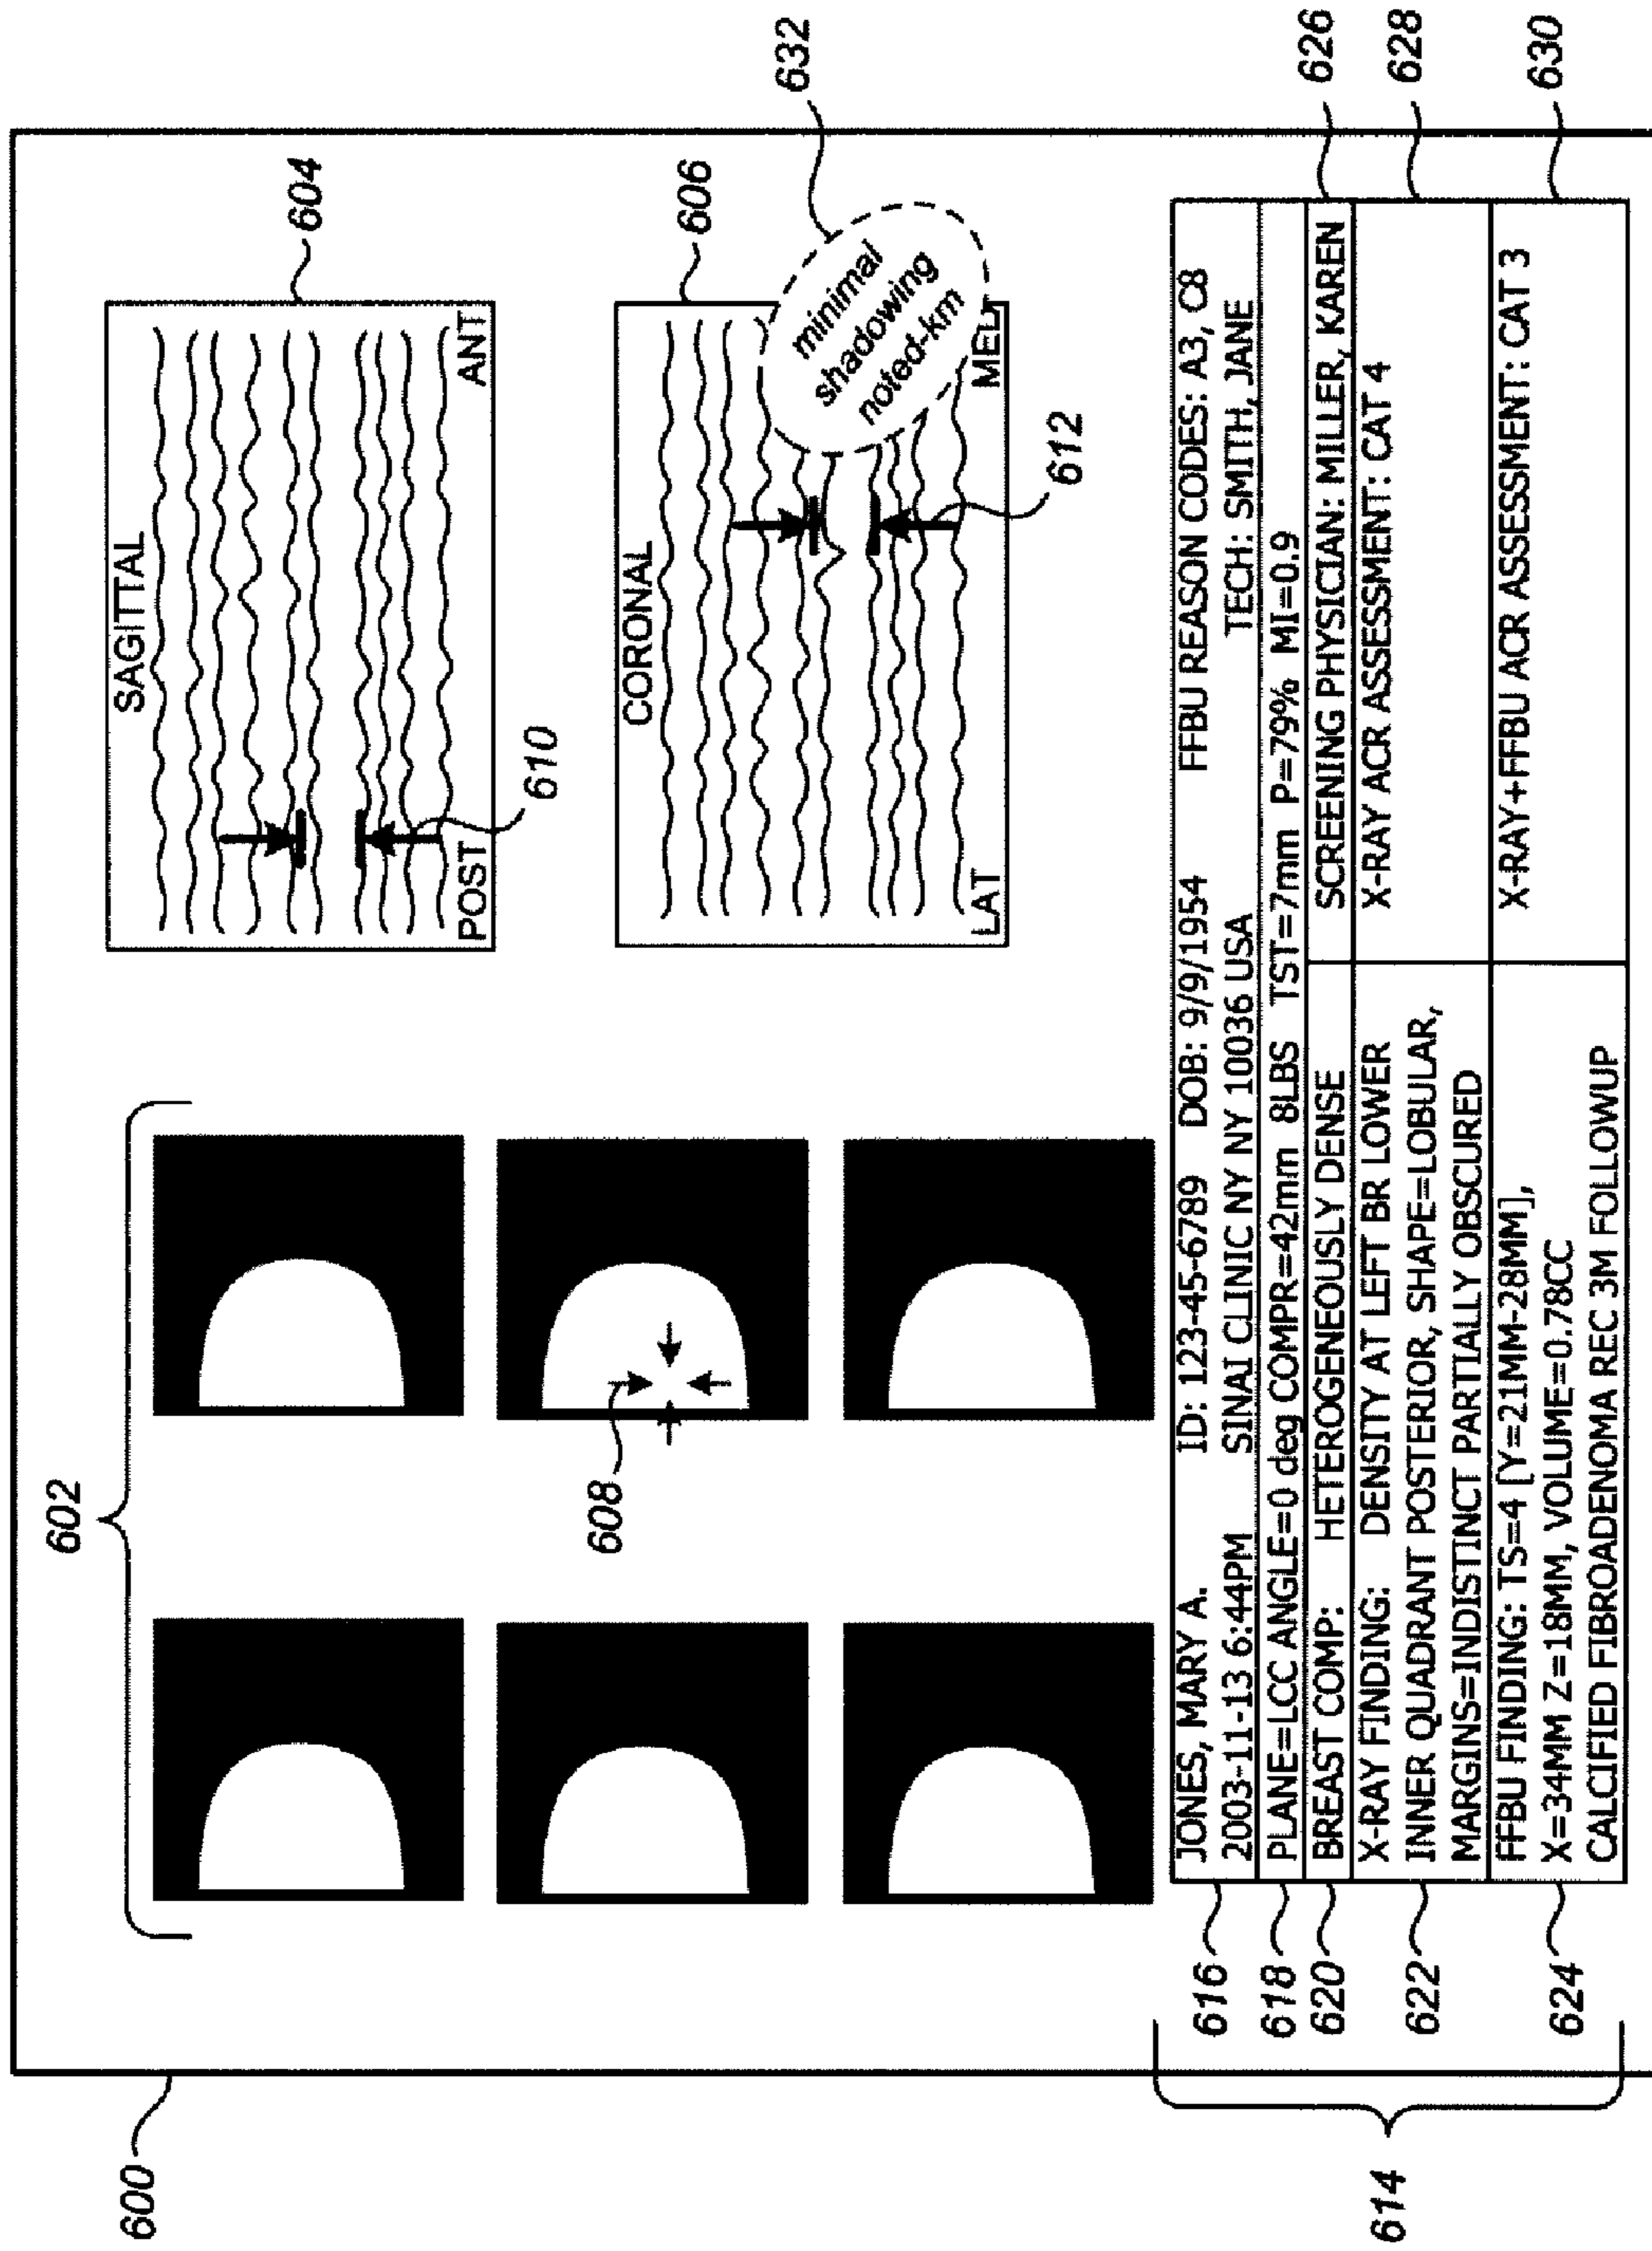 600
602
608
SAGITTAL
POST
ANT
604
610
CORONAL
LAT
MED
606
minimal
shadowing
noted-km
632
612
614
616
JONES, MARY A. ID: 123-45-6789 DOB: 9/9/1954 FFBU REASON CODES: A3, C8
2003-11-13 6:44PM SINAI CLINIC NY NY 10036 USA TECH: SMITH, JANE
618
PLANE=LCC ANGLE=0 deg COMPR=42mm 8LBS TST=7mm P=79% MI=0.9
620
BREAST COMP: HETEROGENEOUSLY DENSE
SCREENING PHYSICIAN: MILLER, KAREN
626
622
X-RAY FINDING: DENSITY AT LEFT BR LOWER
INNER QUADRANT POSTERIOR, SHAPE=LOBULAR,
MARGINS=INDISTINCT PARTIALLY OBSCURED
X-RAY ACR ASSESSMENT: CAT 4
628
624
FFBU FINDING: TS=4 [Y=21MM-28MM],
X=34MM Z=18MM, VOLUME=0.78CC
CALCIFIED FIBROADENOMA REC 3M FOLLOWUP
X-RAY+FFBU ACR ASSESSMENT: CAT 3
630